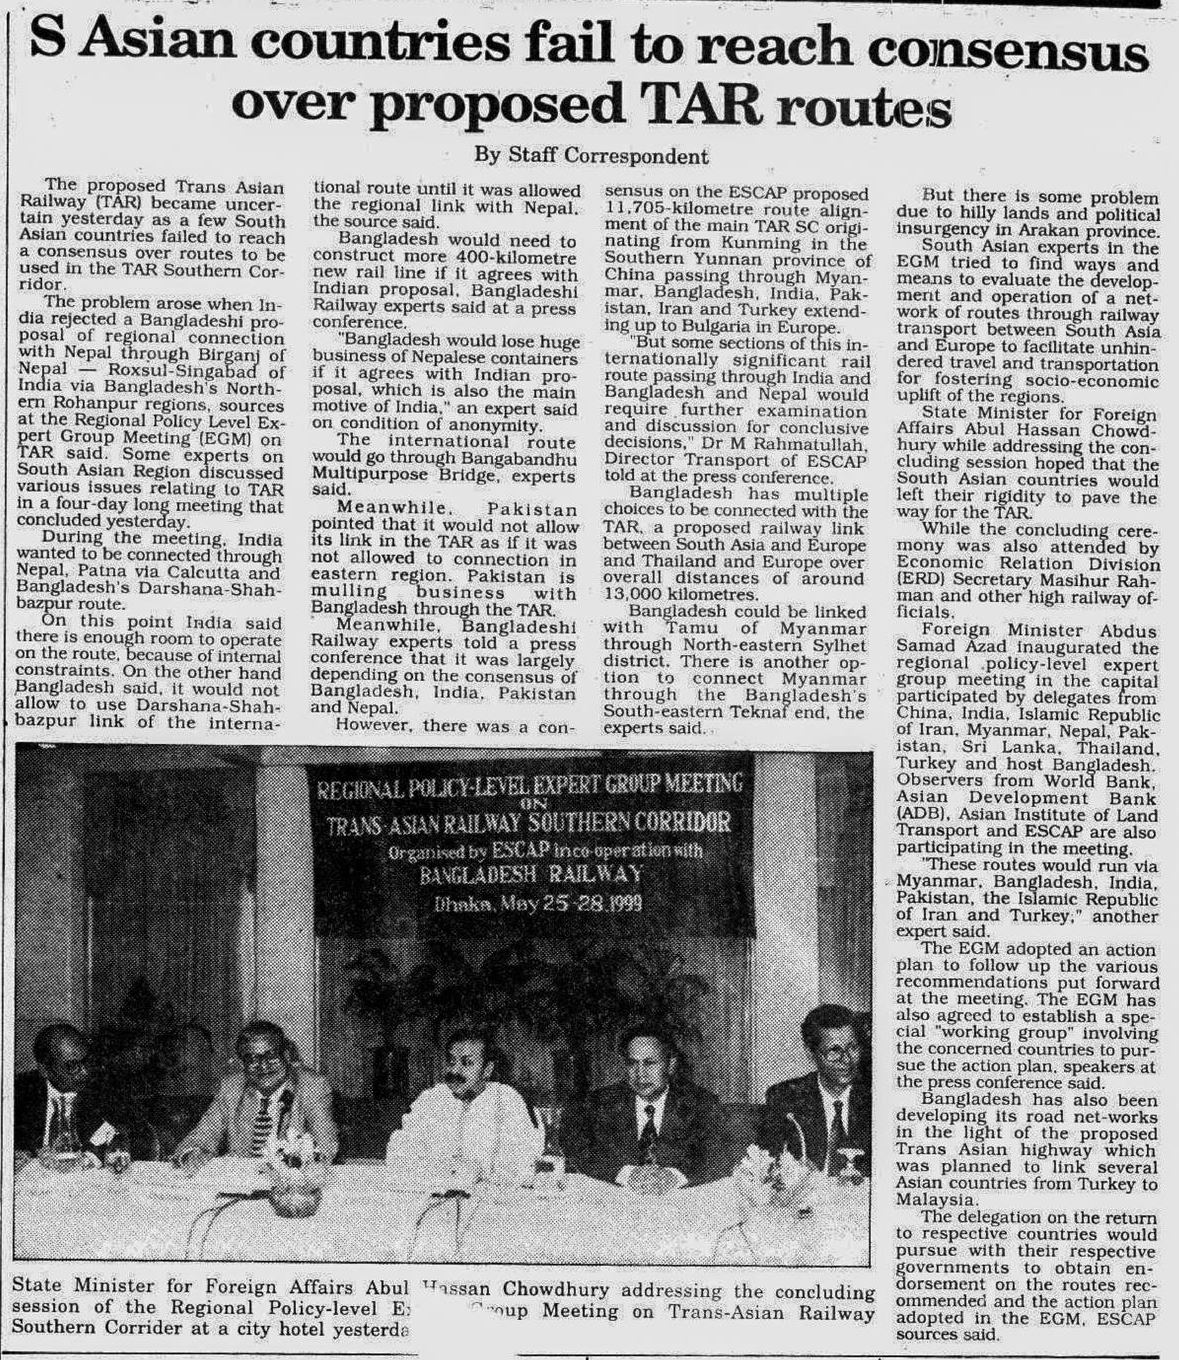 S Asian countries fail to reach consensus
over proposed TAR routes
By Staff Correspondent
The proposed Trans Asian
Railway (TAR) became uncer-
tain yesterday as a few South
Asian countries failed to reach
a consensus over routes to be
used in the TAR Southern Cor-
ridor.
The problem arose when In-
dia rejected a Bangladeshi pro-
posal of regional connection
with Nepal through Birganj of
Nepal — Roxsul-Singabad of
India via Bangladesh's North-
ern Rohanpur regions, sources
at the Regional Policy Level Ex-
pert Group Meeting (EGM) on
TAR said. Some experts on
South Asian Region discussed
various issues relating to TAR
in a four-day long meeting that
concluded yesterday.
During the meeting, India
wanted to be connected through
Nepal, Patna via Calcutta and
Bangladesh's Darshana-Shah-
bazpur route.
On this point India said
there is enough room to operate
on the route, because of internal
constraints. On the other hand
Bangladesh said, it would not
allow to use Darshana-Shah-
bazpur link of the interna-
tional route until it was allowed
the regional link with Nepal,
the source said.
Bangladesh would need to
construct more 400-kilometre
new rail line if it agrees with
Indian proposal, Bangladeshi
Railway experts said at a press
conference.
"Bangladesh would lose huge
business of Nepalese containers
if it agrees with Indian pro-
posal, which is also the main
motive of India," an expert said
on condition of anonymity.
The international route
would go through Bangabandhu
Multipurpose Bridge, experts
said.
Meanwhile, Pakistan
pointed that it would not allow
its link in the TAR as if it was
not allowed to connection in
eastern region. Pakistan is
mulling business with
Bangladesh through the TAR.
Meanwhile, Bangladeshi
Railway experts told a press
conference that it was largely
depending on the consensus of
Bangladesh, India, Pakistan
and Nepal.
However, there was a con-
sensus on the ESCAP proposed
11,705-kilometre route align-
ment of the main TAR SC origi-
nating from Kunming in the
Southern Yunnan province of
China passing through Myan-
mar, Bangladesh, India, Pak-
istan, Iran and Turkey extend-
ing up to Bulgaria in Europe.
"But some sections of this in-
ternationally significant rail
route passing through India and
Bangladesh and Nepal would
require further examination
and discussion for conclusive
decisions," Dr M Rahmatullah,
Director Transport of ESCAP
told at the press conference.
Bangladesh has multiple
choices to be connected with the
TAR, a proposed railway link
between South Asia and Europe
and Thailand and Europe over
overall distances of around
13,000 kilometres.
Bangladesh could be linked
with Tamu of Myanmar
through North-eastern Sylhet
district. There is another op-
tion to connect Myanmar
through the Bangladesh's
South-eastern Teknaf end, the
experts said.
But there is some problem
due to hilly lands and political
insurgency in Arakan province.
South Asian experts in the
EGM tried to find ways and
means to evaluate the develop-
ment and operation of a net-
work of routes through railway
transport between South Asia
and Europe to facilitate unhin-
dered travel and transportation
for fostering socio-economic
uplift of the regions.
State Minister for Foreign
Affairs Abul Hassan Chowd-
hury while addressing the con-
cluding session hoped that the
South Asian countries would
left their rigidity to pave the
way for the TAR.
While the concluding cere-
mony was also attended by
Economic Relation Division
(ERD) Secretary Masihur Rah-
man and other high railway of-
ficials.
Foreign Minister Abdus
Samad Azad inaugurated the
regional policy-level expert
group meeting in the capital
participated by delegates from
China, India, Islamic Republic
of Iran, Myanmar, Nepal, Pak-
istan, Sri Lanka, Thailand,
Turkey and host Bangladesh.
Observers from World Bank,
Asian Development Bank
(ADB), Asian Institute of Land
Transport and ESCAP are also
participating in the meeting.
"These routes would run via
Myanmar, Bangladesh, India,
Pakistan, the Islamic Republic
of Iran and Turkey," another
expert said.
The EGM adopted an action
plan to follow up the various
recommendations put forward
at the meeting. The EGM has
also agreed to establish a spe-
cial "working group" involving
the concerned countries to pur-
sue the action plan, speakers at
the press conference said.
Bangladesh has also been
developing its road net-works
in the light of the proposed
Trans Asian highway which
was planned to link several
Asian countries from Turkey to
Malaysia.
The delegation on the return
to respective countries would
pursue with their respective
governments to obtain en-
dorsement on the routes rec-
ommended and the action plan
adopted in the EGM, ESCAP
sources said.
REGIONAL POLICY-LEVEL EXPERT GROUP MEETING
ON
TRANS-ASIAN RAILWAY SOUTHERN CORRIDOR
Organised by ESCAP in co-operation with
BANGLADESH RAILWAY
Dhaka, May 25-28, 1999
State Minister for Foreign Affairs Abul Hassan Chowdhury addressing the concluding
session of the Regional Policy-level Group Meeting on Trans-Asian Railway
Southern Corrider at a city hotel